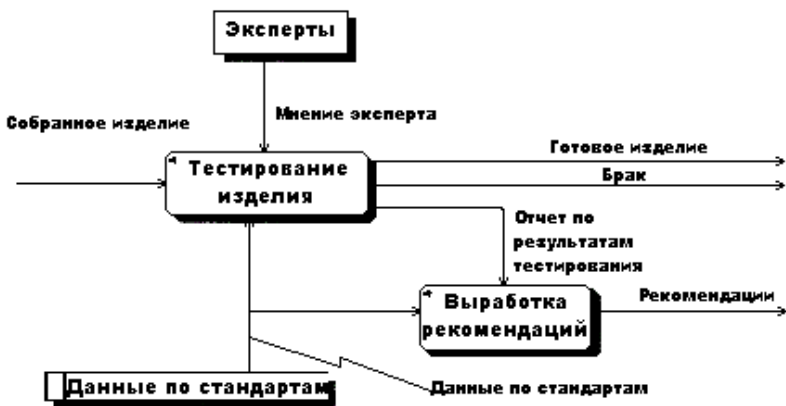 Эксперты
Мнение эксперта
Собранное изделие
Тестирование
изделия
Готовое изделие
Брак
Отчет по
результатам
тестирования
Выработка
рекомендаций
Рекомендации
Данные по стандартам
Данные по стандартам